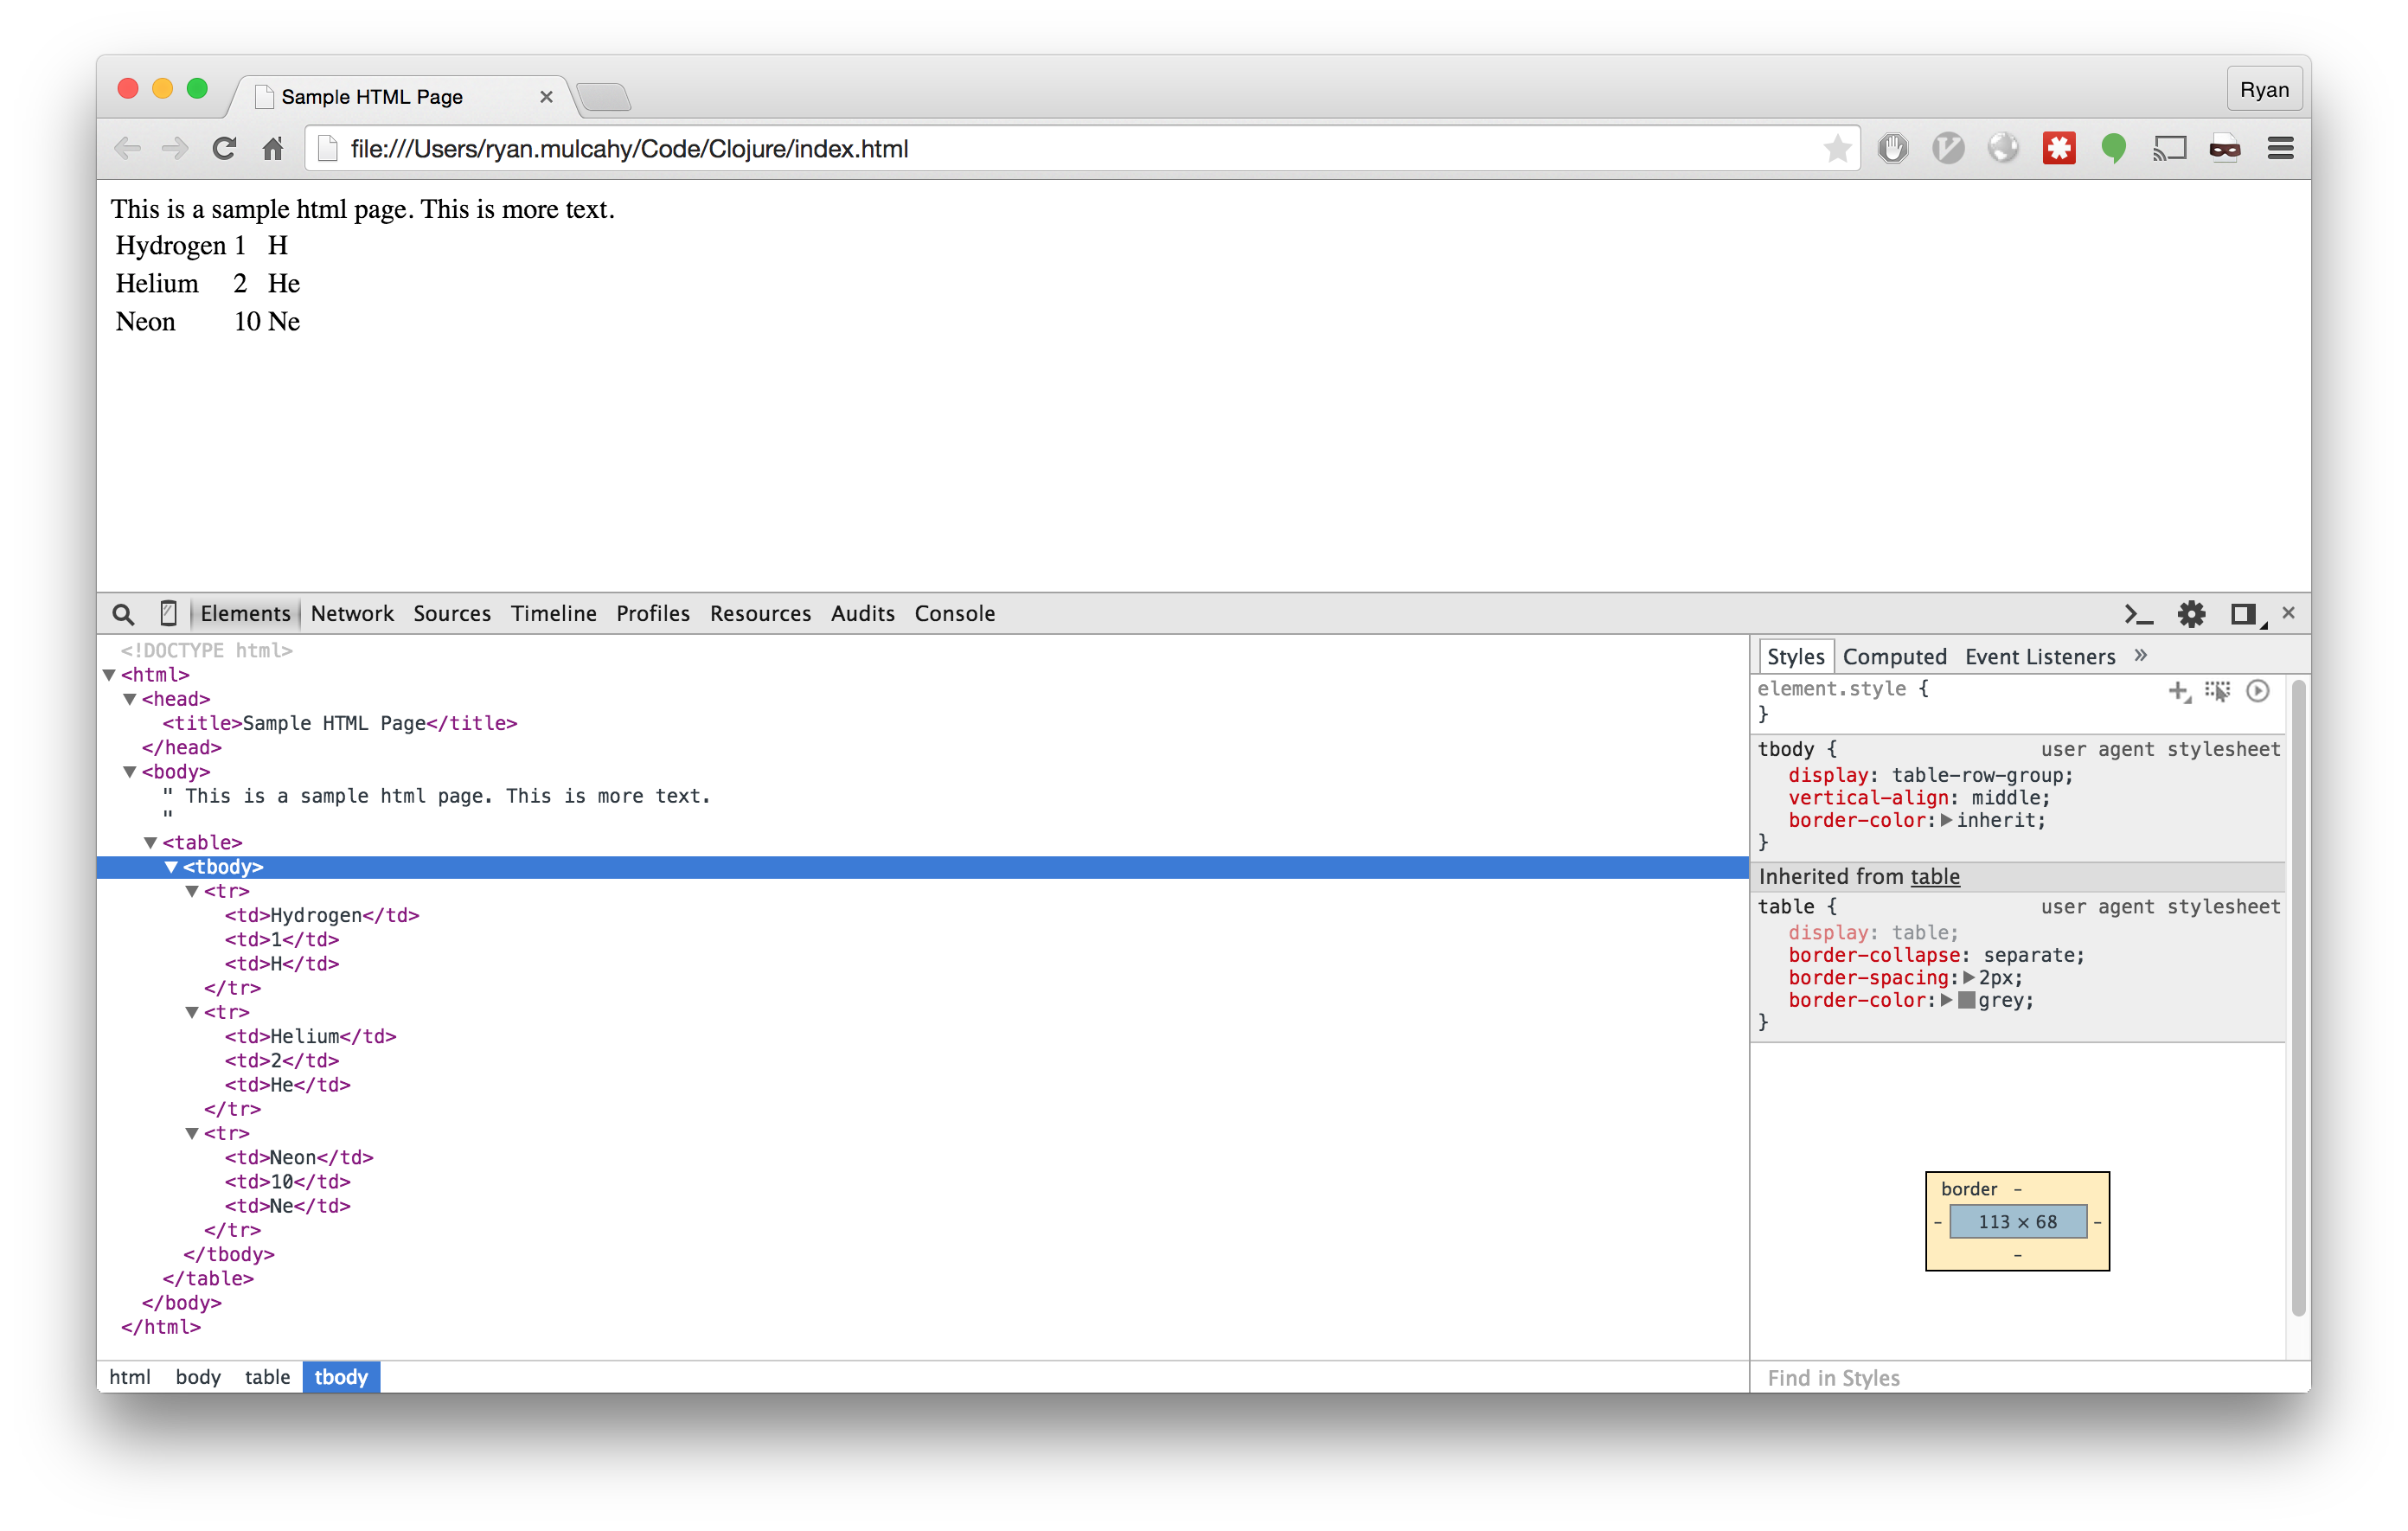 Sample HTML Page
Ryan
file:///Users/ryan.mulcahy/Code/Clojure/index.html
This is a sample html page. This is more text.
Hydrogen 1 H
Helium 2 He
Neon 10 Ne
Elements Network Sources Timeline Profiles Resources Audits Console
<!DOCTYPE html>
<html>
<head>
<title>Sample HTML Page</title>
</head>
<body>
" This is a sample html page. This is more text.
"
<table>
<tbody>
<tr>
<td>Hydrogen</td>
<td>1</td>
<td>H</td>
</tr>
<tr>
<td>Helium</td>
<td>2</td>
<td>He</td>
</tr>
<tr>
<td>Neon</td>
<td>10</td>
<td>Ne</td>
</tr>
</tbody>
</table>
</body>
</html>
html body table tbody
Styles Computed Event Listeners »
element.style {
}
tbody { user agent stylesheet
display: table-row-group;
vertical-align: middle;
border-color: inherit;
}
Inherited from table
table { user agent stylesheet
display: table;
border-collapse: separate;
border-spacing: 2px;
border-color: grey;
}
border -
- 113 × 68 -
-
Find in Styles